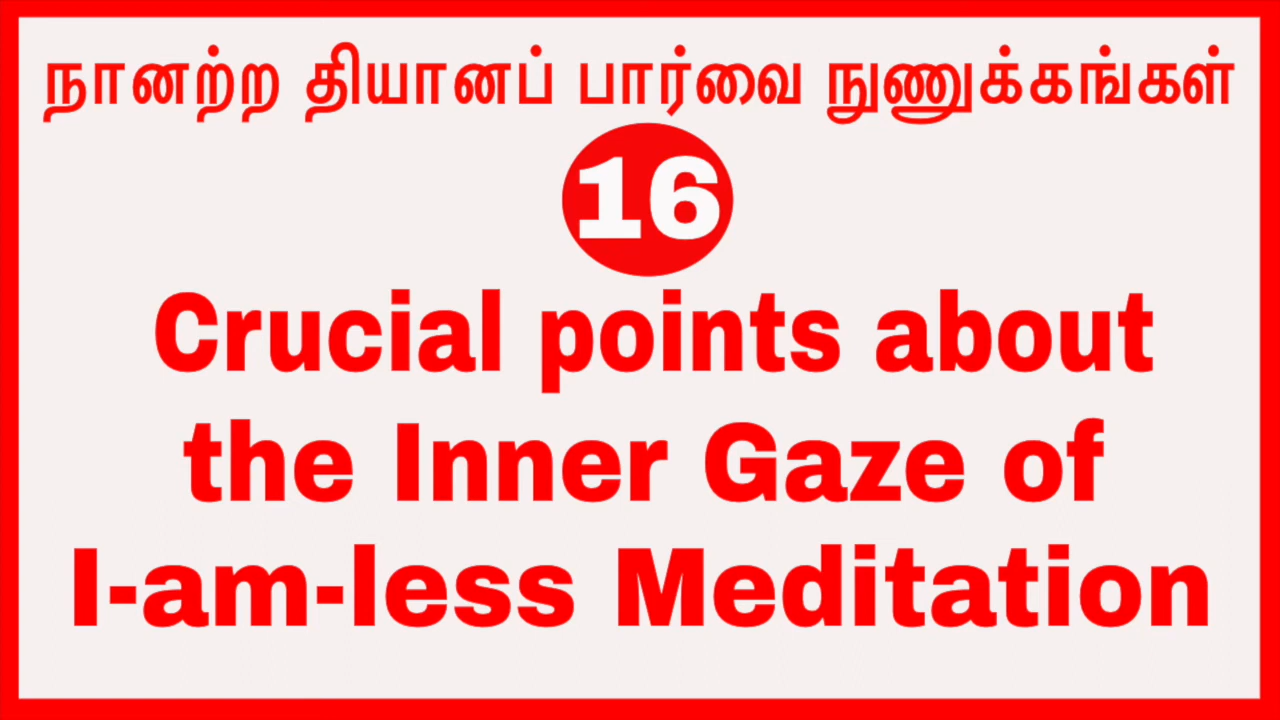 நானற்ற தியானப் பார்வை நுணுக்கங்கள்
16
Crucial points about
the Inner Gaze of
I-am-less Meditation